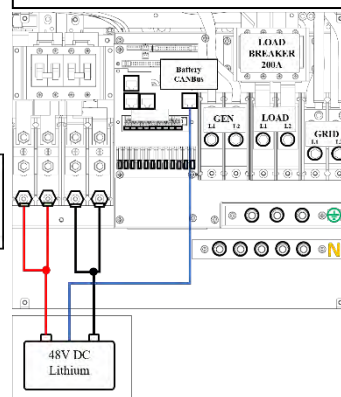 LOAD
BREAKER
200A
Battery
CANBus
GEN
L1 L2
LOAD
L1 L2
GRID
L1 L2
N
48V DC
Lithium